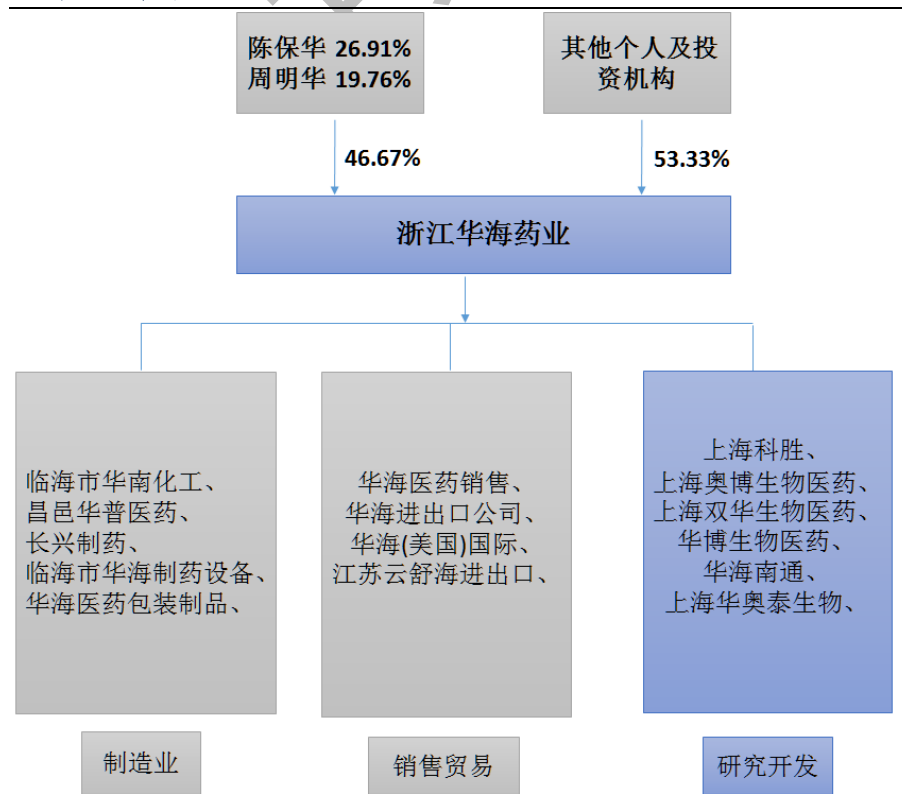 陈保华 26.91%
周明华 19.76%
其他个人及投
资机构
46.67%
53.33%
浙江华海药业
临海市华南化工、
昌邑华普医药、
长兴制药、
临海市华海制药设备、
华海医药包装制品、
华海医药销售、
华海进出口公司、
华海(美国)国际、
江苏云舒海进出口、
上海科胜、
上海奥博生物医药、
上海双华生物医药、
华博生物医药、
华海南通、
上海华奥泰生物、
制造业
销售贸易
研究开发